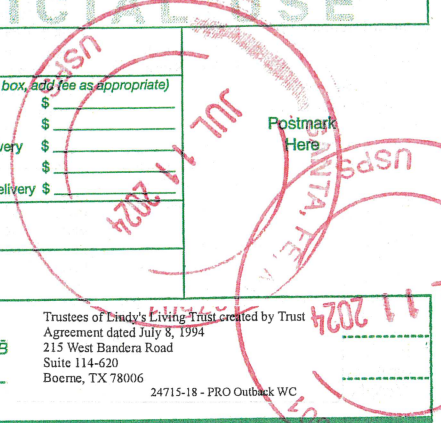 ICIAL USE
box, add fee as appropriate)
$
$
very $
$
elivery $
Postmark
Here
USPS
JUL 11 2024
SANTA, FE,
USPS
11 2024
Trustees of Lindy's Living Trust created by Trust
Agreement dated July 8, 1994
215 West Bandera Road
Suite 114-620
Boerne, TX 78006
24715-18 - PRO Outback WC